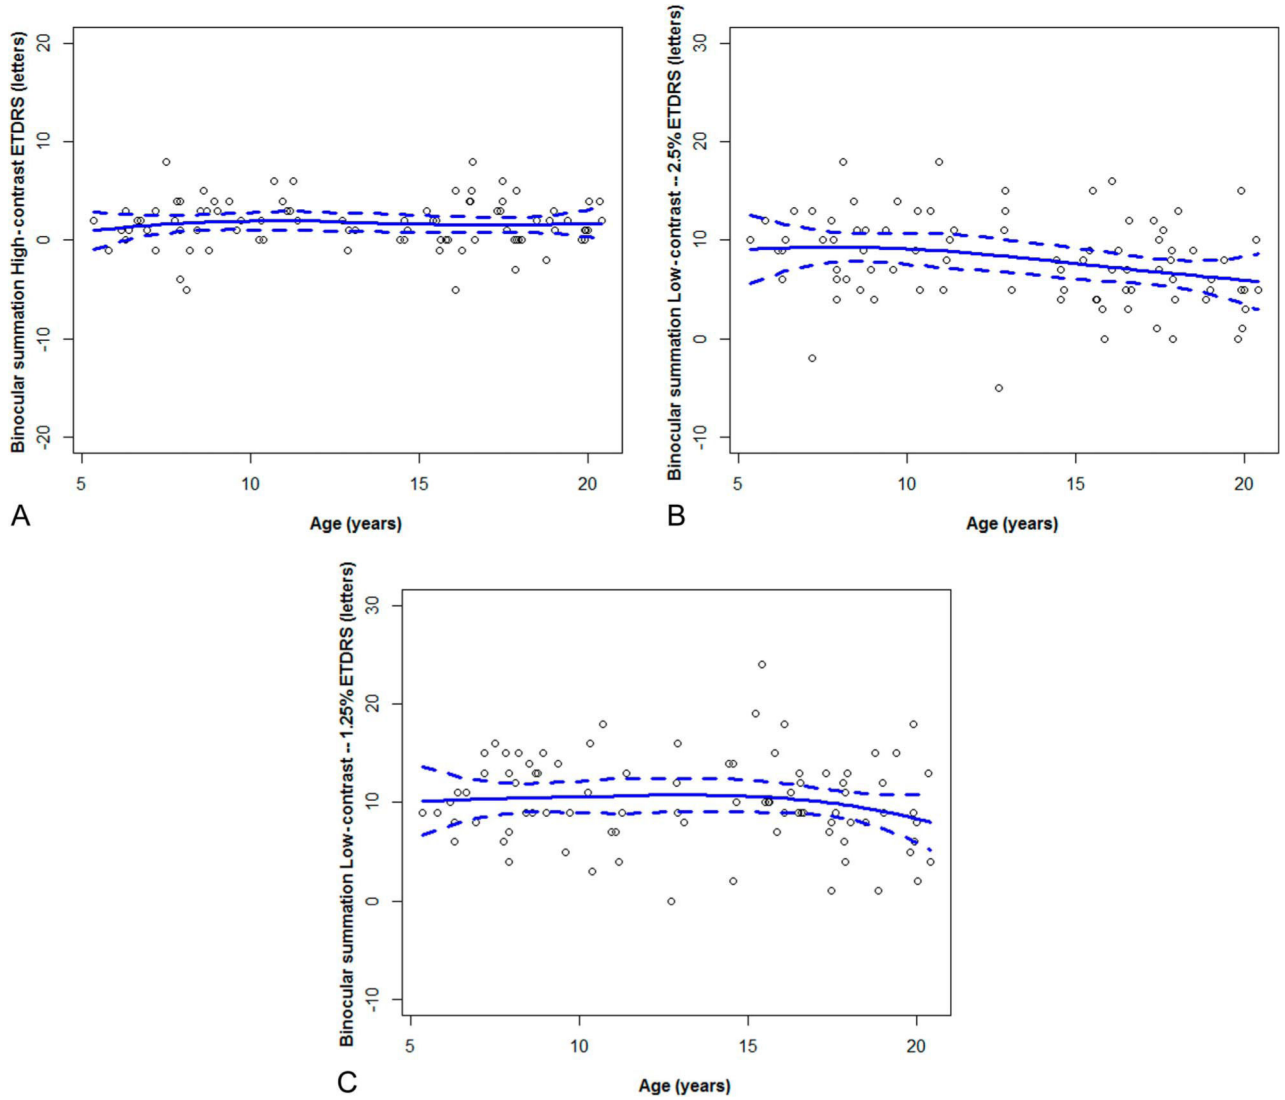 Binocular summation High-contrast ETDRS (letters)
20
10
0
-10
-20
5 10 15 20
Age (years)
A
Binocular summation Low-contrast -- 2.5% ETDRS (letters)
30
20
10
0
-10
5 10 15 20
Age (years)
B
Binocular summation Low-contrast -- 1.25% ETDRS (letters)
30
20
10
0
-10
5 10 15 20
Age (years)
C